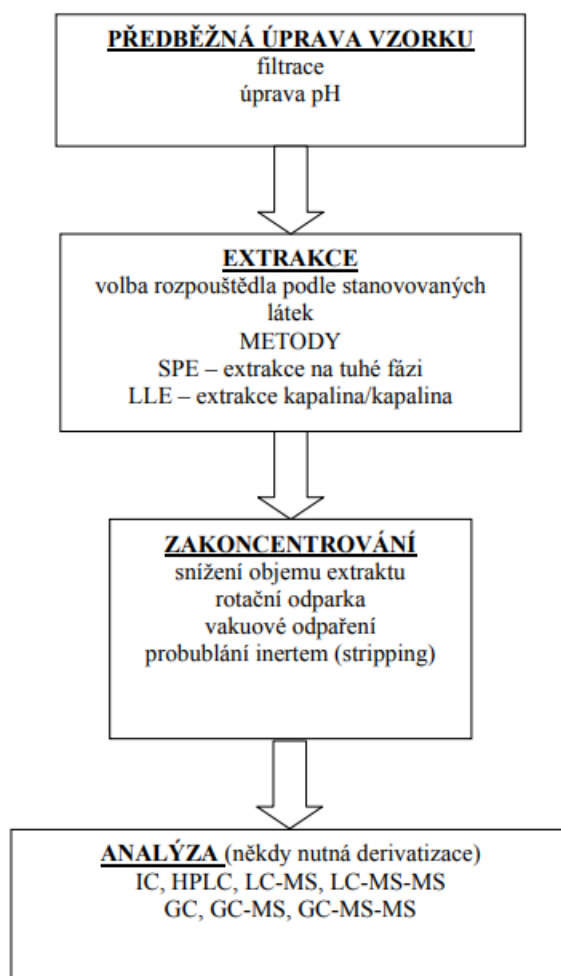 PŘEDBĚŽNÁ ÚPRAVA VZORKU
filtrace
úprava pH
EXTRAKCE
volba rozpouštědla podle stanovovaných
látek
METODY
SPE – extrakce na tuhé fázi
LLE – extrakce kapalina/kapalina
ZAKONCENTROVÁNÍ
snížení objemu extraktu
rotační odparka
vakuové odpaření
probublání inertem (stripping)
ANALÝZA (někdy nutná derivatizace)
IC, HPLC, LC-MS, LC-MS-MS
GC, GC-MS, GC-MS-MS